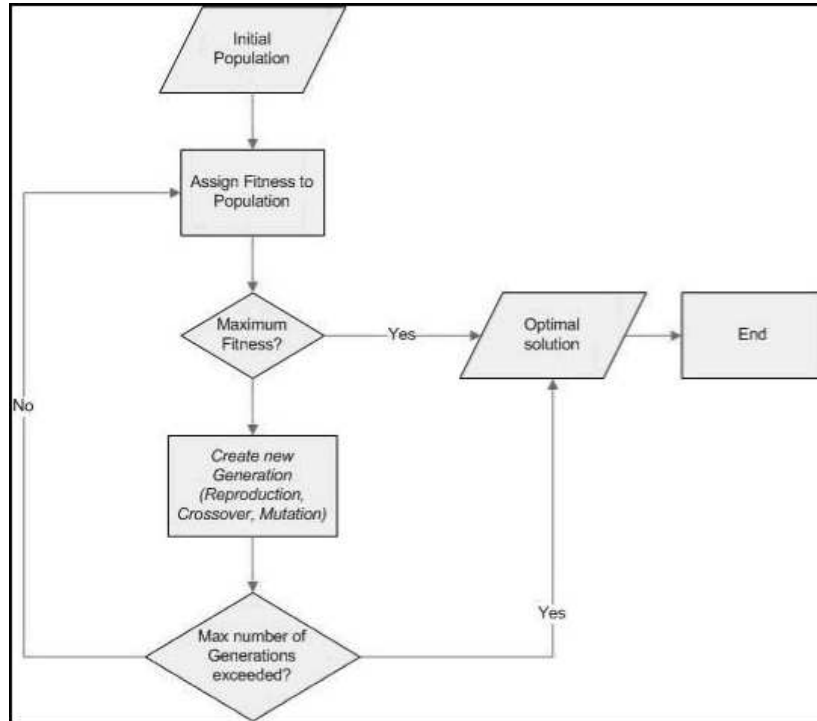 Initial
Population
Assign Fitness to
Population
Maximum
Fitness?
Yes
Optimal
solution
End
No
Create new
Generation
(Reproduction,
Crossover, Mutation)
Yes
Max number of
Generations
exceeded?